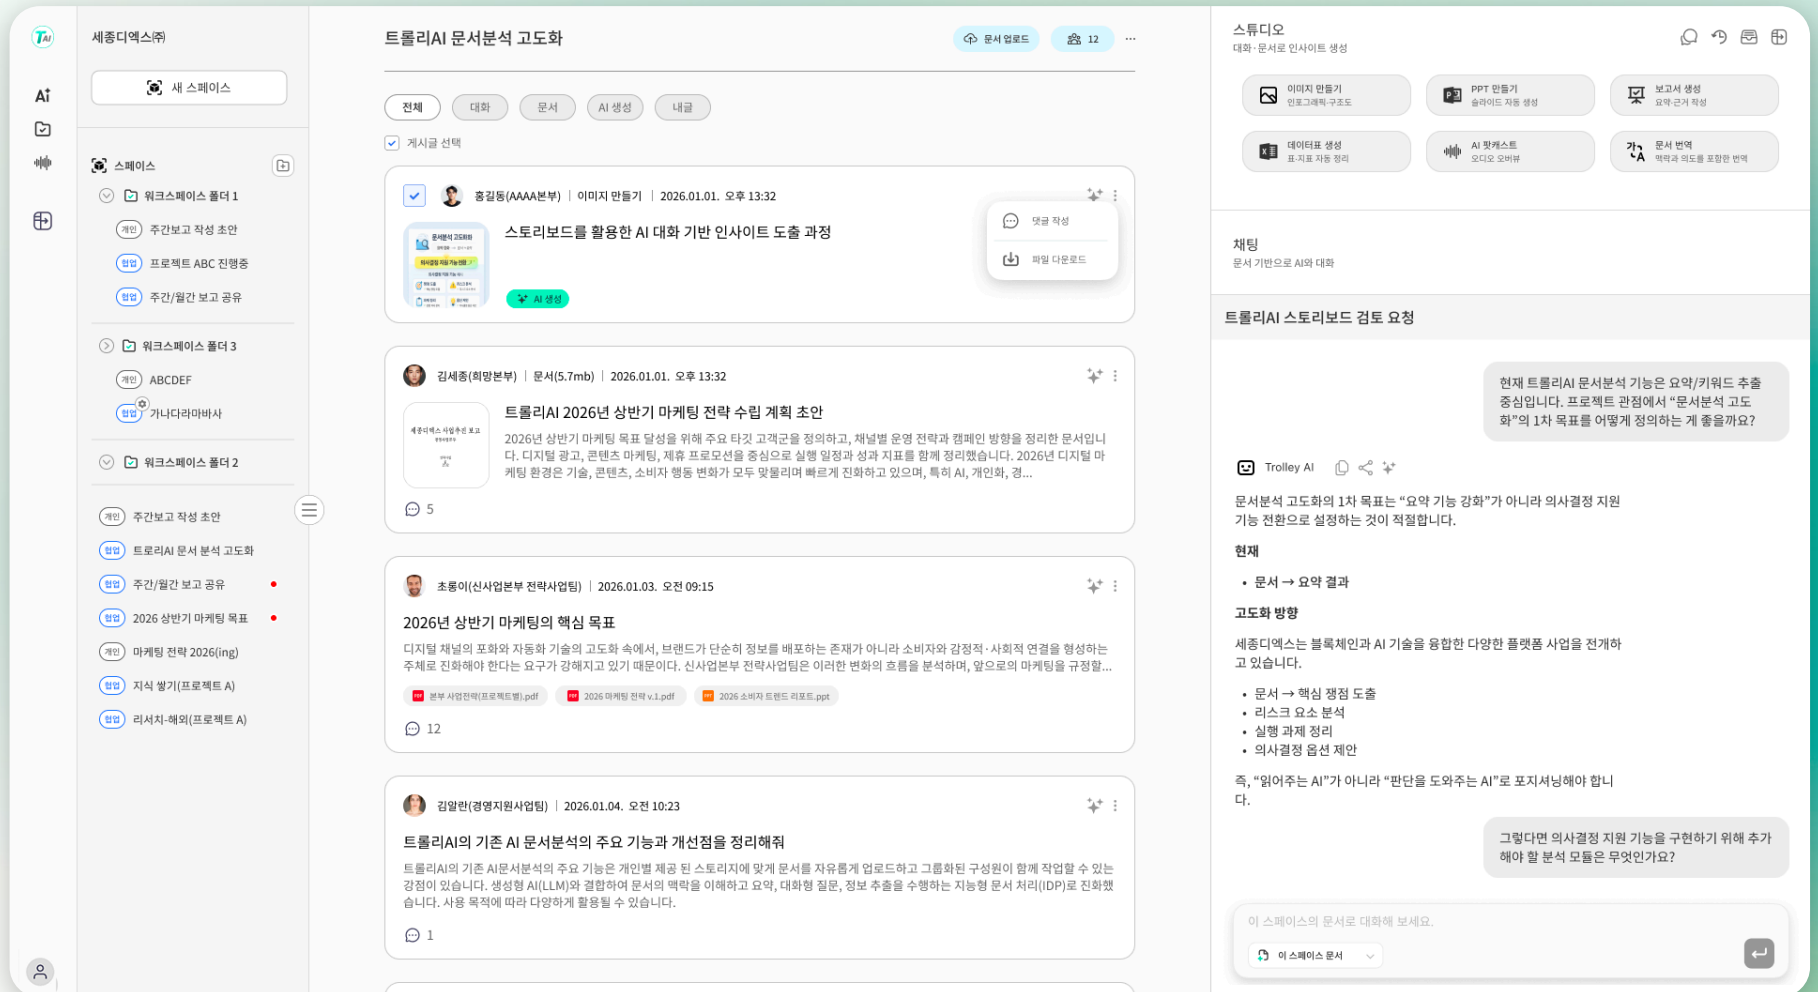 TAI
세종디엑스㈜
새 스페이스
Ai
스페이스
워크스페이스 폴더 1
개인 주간보고 작성 초안
협업 프로젝트 ABC 진행중
협업 주간/월간 보고 공유
워크스페이스 폴더 3
개인 ABCDEF
협업 가나다라마바사
워크스페이스 폴더 2
개인 주간보고 작성 초안
협업 트로리AI 문서 분석 고도화
협업 주간/월간 보고 공유
협업 2026 상반기 마케팅 목표
개인 마케팅 전략 2026(ing)
협업 지식 쌓기(프로젝트 A)
협업 리서치-해외(프로젝트 A)
트롤리AI 문서분석 고도화
문서 업로드
12
전체 대화 문서 AI 생성 내글
게시글 선택
홍길동(AAAA본부) | 이미지 만들기 | 2026.01.01. 오후 13:32
댓글 작성
파일 다운로드
문서분석 고도화
스토리보드를 활용한 AI 대화 기반 인사이트 도출 과정
AI 생성
김세종(희망본부) | 문서(5.7mb) | 2026.01.01. 오후 13:32
세종디엑스 사업추진 보고
트롤리AI 2026년 상반기 마케팅 전략 수립 계획 초안
2026년 상반기 마케팅 목표 달성을 위해 주요 타깃 고객군을 정의하고, 채널별 운영 전략과 캠페인 방향을 정리한 문서입니
다. 디지털 광고, 콘텐츠 마케팅, 제휴 프로모션을 중심으로 실행 일정과 성과 지표를 함께 정리했습니다. 2026년 디지털 마
케팅 환경은 기술, 콘텐츠, 소비자 행동 변화가 모두 맞물리며 빠르게 진화하고 있으며, 특히 AI, 개인화, 경...
5
초롱이(신사업본부 전략사업팀) | 2026.01.03. 오전 09:15
2026년 상반기 마케팅의 핵심 목표
디지털 채널의 포화와 자동화 기술의 고도화 속에서, 브랜드가 단순히 정보를 배포하는 존재가 아니라 소비자와 감정적·사회적 연결을 형성하는
주체로 진화해야 한다는 요구가 강해지고 있기 때문이다. 신사업본부 전략사업팀은 이러한 변화의 흐름을 분석하며, 앞으로의 마케팅을 규정할...
PDF 본부 사업전략(프로젝트별).pdf
PDF 2026 마케팅 전략 v.1.pdf
PPT 2026 소비자 트렌드 리포트.ppt
12
김알란(경영지원사업팀) | 2026.01.04. 오전 10:23
트롤리AI의 기존 AI 문서분석의 주요 기능과 개선점을 정리해줘
트롤리AI의 기존 AI문서분석의 주요 기능은 개인별 제공 된 스토리지에 맞게 문서를 자유롭게 업로드하고 그룹화된 구성원이 함께 작업할 수 있는
강점이 있습니다. 생성형 AI(LLM)와 결합하여 문서의 맥락을 이해하고 요약, 대화형 질문, 정보 추출을 수행하는 지능형 문서 처리(IDP)로 진화했
습니다. 사용 목적에 따라 다양하게 활용될 수 있습니다.
1
스튜디오
대화·문서로 인사이트 생성
이미지 만들기
인포그래픽·구조도
PPT 만들기
슬라이드 자동 생성
보고서 생성
요약·근거 작성
데이터표 생성
표·지표 자동 정리
AI 팟캐스트
오디오 오버뷰
문서 번역
맥락과 의도를 포함한 번역
채팅
문서 기반으로 AI와 대화
트롤리AI 스토리보드 검토 요청
현재 트롤리AI 문서분석 기능은 요약/키워드 추출
중심입니다. 프로젝트 관점에서 “문서분석 고도
화”의 1차 목표를 어떻게 정의하는 게 좋을까요?
Trolley AI
문서분석 고도화의 1차 목표는 “요약 기능 강화”가 아니라 의사결정 지원
기능 전환으로 설정하는 것이 적절합니다.
현재
• 문서 → 요약 결과
고도화 방향
세종디엑스는 블록체인과 AI 기술을 융합한 다양한 플랫폼 사업을 전개하
고 있습니다.
• 문서 → 핵심 쟁점 도출
• 리스크 요소 분석
• 실행 과제 정리
• 의사결정 옵션 제안
즉, “읽어주는 AI”가 아니라 “판단을 도와주는 AI”로 포지셔닝해야 합니
다.
그렇다면 의사결정 지원 기능을 구현하기 위해 추가
해야 할 분석 모듈은 무엇인가요?
이 스페이스의 문서로 대화해 보세요.
이 스페이스 문서